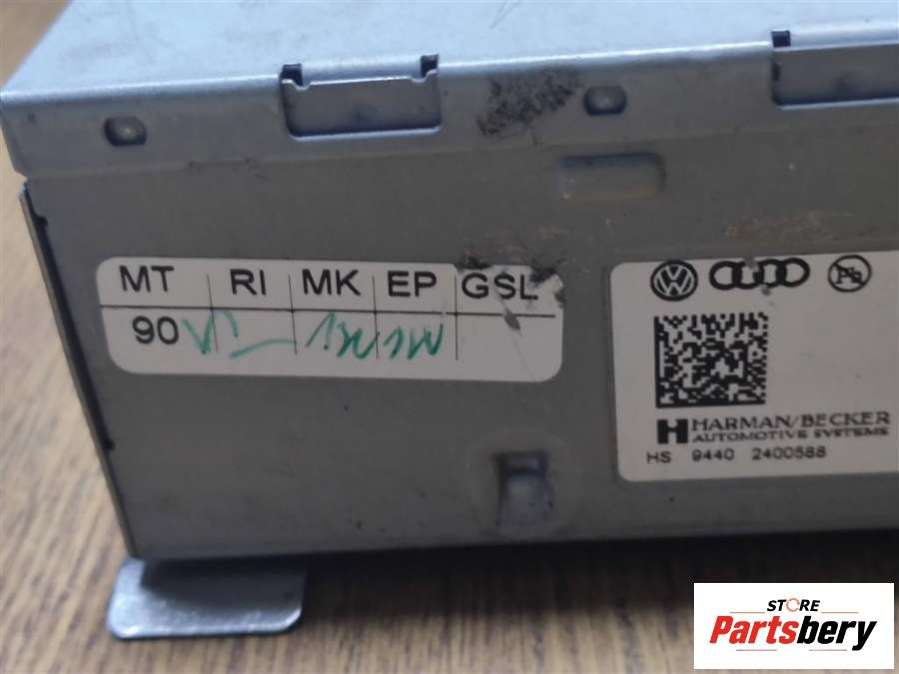 MT RI MK EP GSL
90
HARMAN/BECKER
AUTOMOTIVE SYSTEMS
HS 9440 2400588
STORE
Partsbery